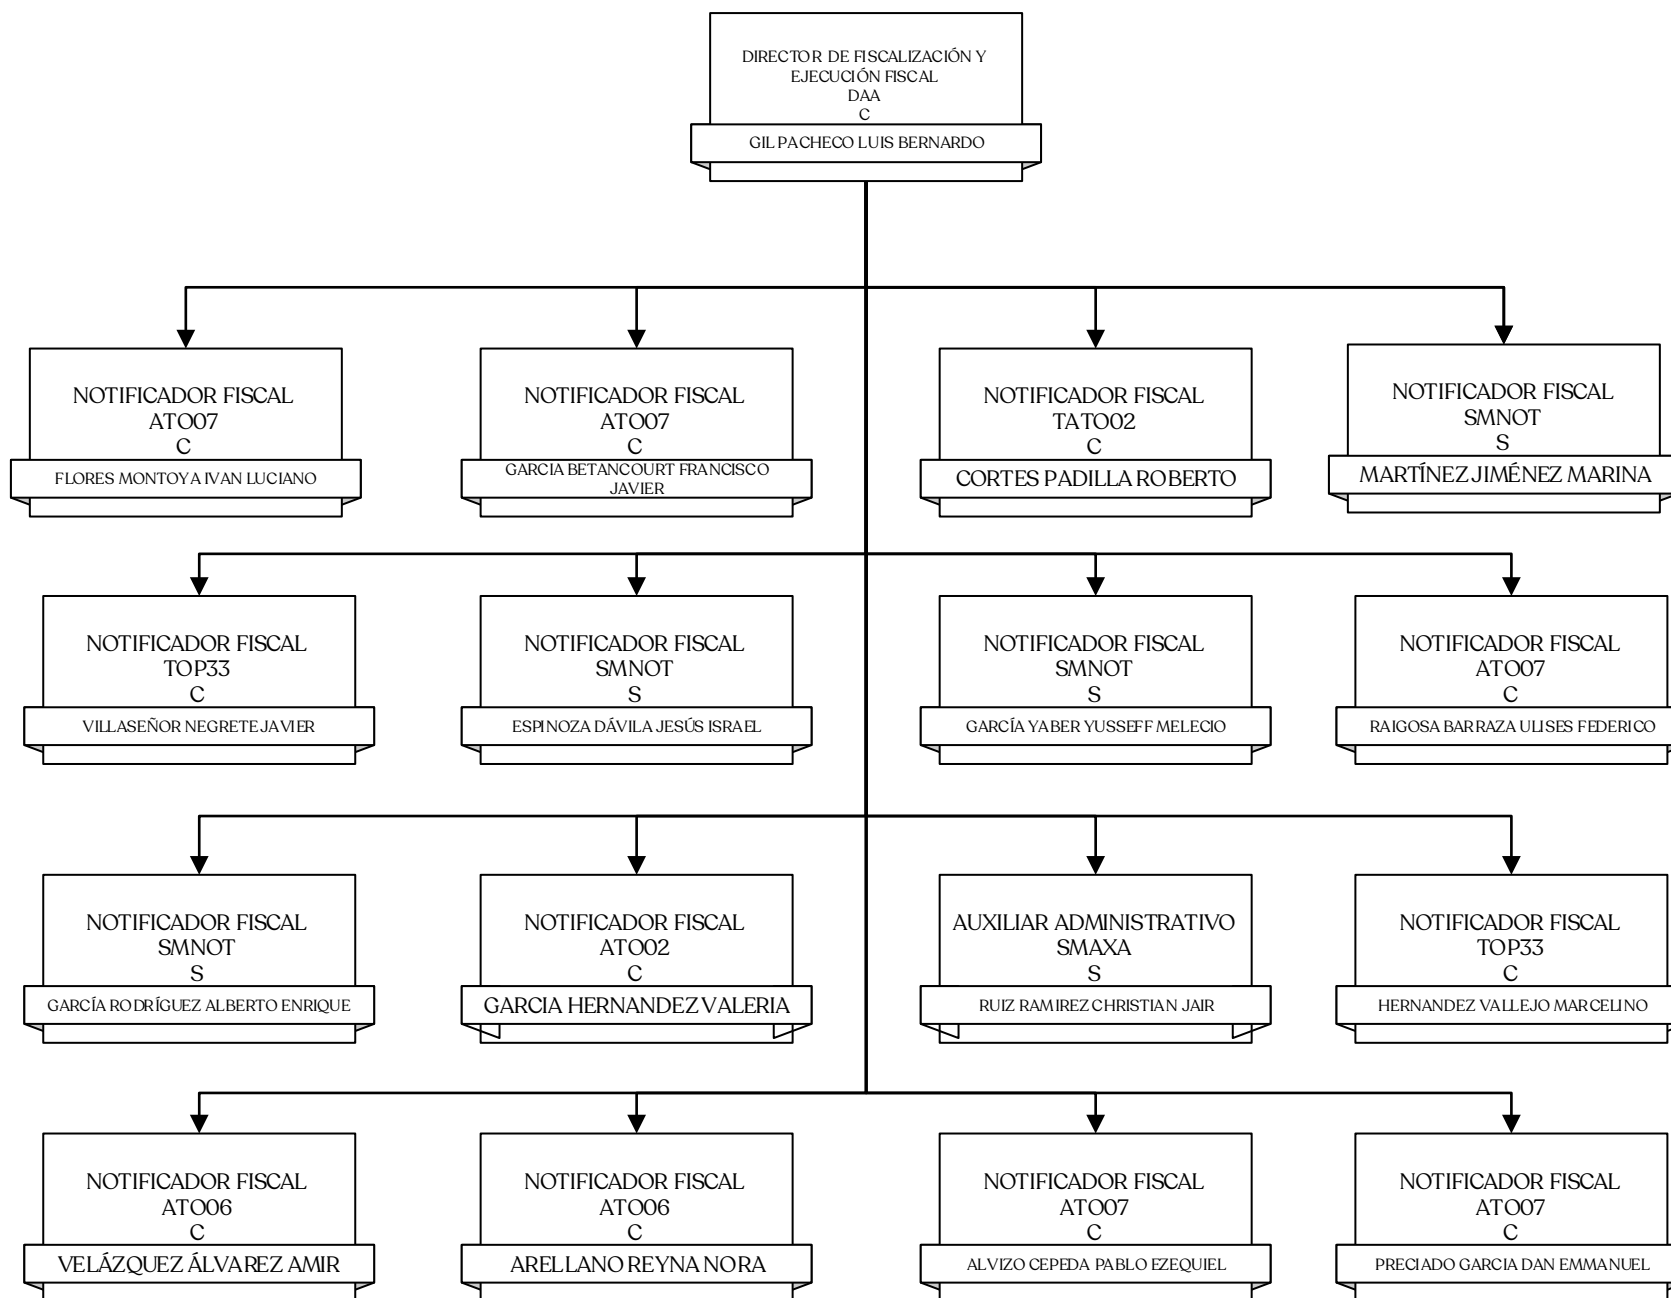 DIRECTOR DE FISCALIZACIÓN Y
EJECUCIÓN FISCAL
DAA
C
GIL PACHECO LUIS BERNARDO
NOTIFICADOR FISCAL
ATO07
C
FLORES MONTOYA IVAN LUCIANO
NOTIFICADOR FISCAL
ATO07
C
GARCIA BETANCOURT FRANCISCO
JAVIER
NOTIFICADOR FISCAL
TATO02
C
CORTES PADILLA ROBERTO
NOTIFICADOR FISCAL
SMNOT
S
MARTÍNEZ JIMÉNEZ MARINA
NOTIFICADOR FISCAL
TOP33
C
VILLASEÑOR NEGRETE JAVIER
NOTIFICADOR FISCAL
SMNOT
S
ESPINOZA DÁVILA JESÚS ISRAEL
NOTIFICADOR FISCAL
SMNOT
S
GARCÍA YABER YUSSEFF MELECIO
NOTIFICADOR FISCAL
ATO07
C
RAIGOSA BARRAZA ULISES FEDERICO
NOTIFICADOR FISCAL
SMNOT
S
GARCÍA RODRÍGUEZ ALBERTO ENRIQUE
NOTIFICADOR FISCAL
ATO02
C
GARCIA HERNANDEZ VALERIA
AUXILIAR ADMINISTRATIVO
SMAXA
S
RUIZ RAMIREZ CHRISTIAN JAIR
NOTIFICADOR FISCAL
TOP33
C
HERNANDEZ VALLEJO MARCELINO
NOTIFICADOR FISCAL
ATO06
C
VELÁZQUEZ ÁLVAREZ AMIR
NOTIFICADOR FISCAL
ATO06
C
ARELLANO REYNA NORA
NOTIFICADOR FISCAL
ATO07
C
ALVIZO CEPEDA PABLO EZEQUIEL
NOTIFICADOR FISCAL
ATO07
C
PRECIADO GARCIA DAN EMMANUEL